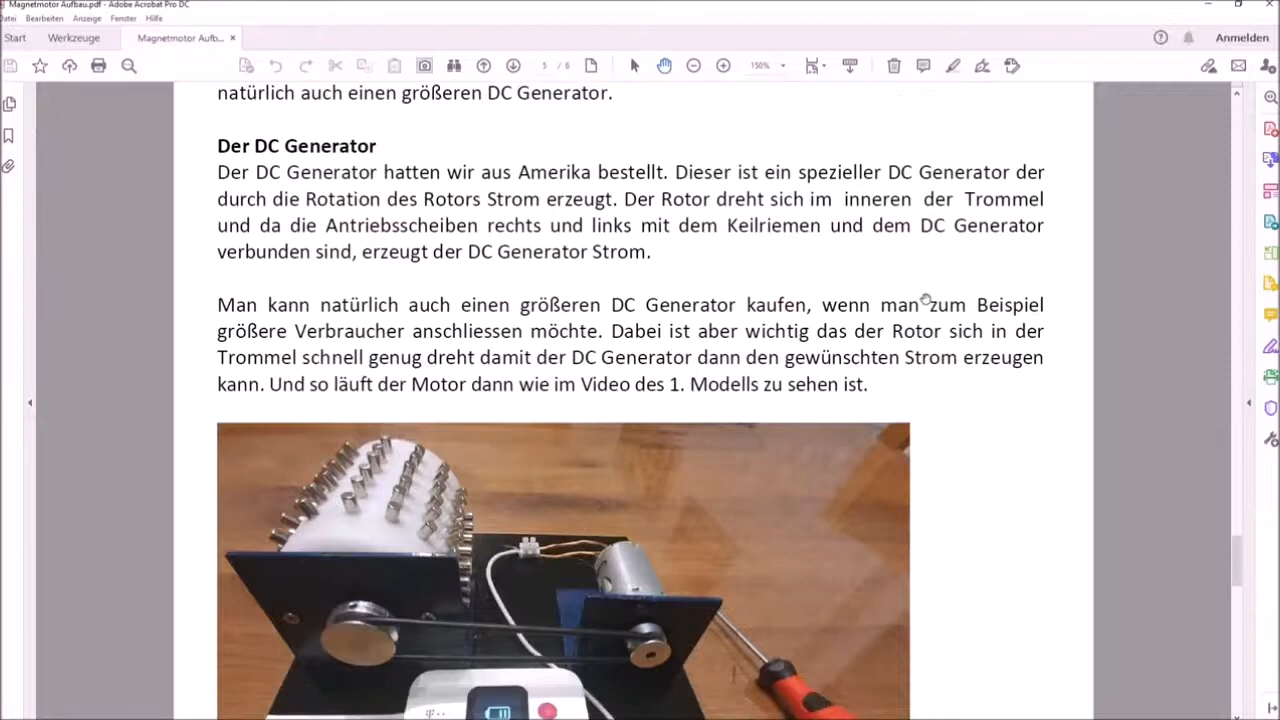 Magnetmotor Aufbau.pdf - Adobe Acrobat Pro DC
Datei Bearbeiten Anzeige Fenster Hilfe
Start Werkzeuge Magnetmotor Aufb... × Anmelden
5 / 6 150%
natürlich auch einen größeren DC Generator.
Der DC Generator
Der DC Generator hatten wir aus Amerika bestellt. Dieser ist ein spezieller DC Generator der
durch die Rotation des Rotors Strom erzeugt. Der Rotor dreht sich im inneren der Trommel
und da die Antriebsscheiben rechts und links mit dem Keilriemen und dem DC Generator
verbunden sind, erzeugt der DC Generator Strom.
Man kann natürlich auch einen größeren DC Generator kaufen, wenn man zum Beispiel
größere Verbraucher anschliessen möchte. Dabei ist aber wichtig das der Rotor sich in der
Trommel schnell genug dreht damit der DC Generator dann den gewünschten Strom erzeugen
kann. Und so läuft der Motor dann wie im Video des 1. Modells zu sehen ist.